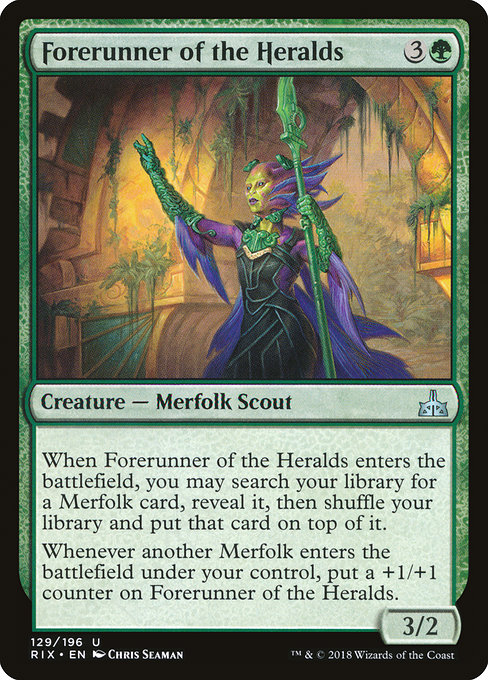 Forerunner of the Heralds 3
Creature — Merfolk Scout
When Forerunner of the Heralds enters the
battlefield, you may search your library for
a Merfolk card, reveal it, then shuffle your
library and put that card on top of it.
Whenever another Merfolk enters the
battlefield under your control, put a +1/+1
counter on Forerunner of the Heralds.
3/2
129/196 U
RIX • EN Chris Seaman
™ & © 2018 Wizards of the Coast